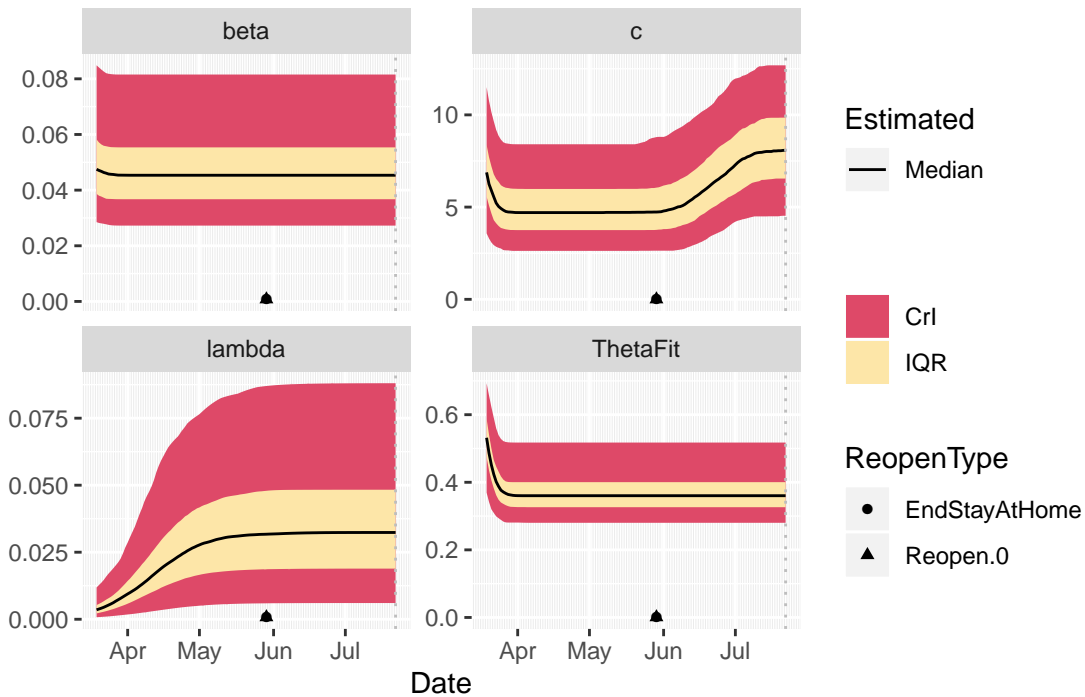 beta
c
0.08
0.06
0.04
0.02
0.00
10
5
0
lambda
ThetaFit
0.075
0.050
0.025
0.000
0.6
0.4
0.2
0.0
Apr May Jun Jul
Apr May Jun Jul
Date
Estimated
Median
CrI
IQR
ReopenType
EndStayAtHome
Reopen.0